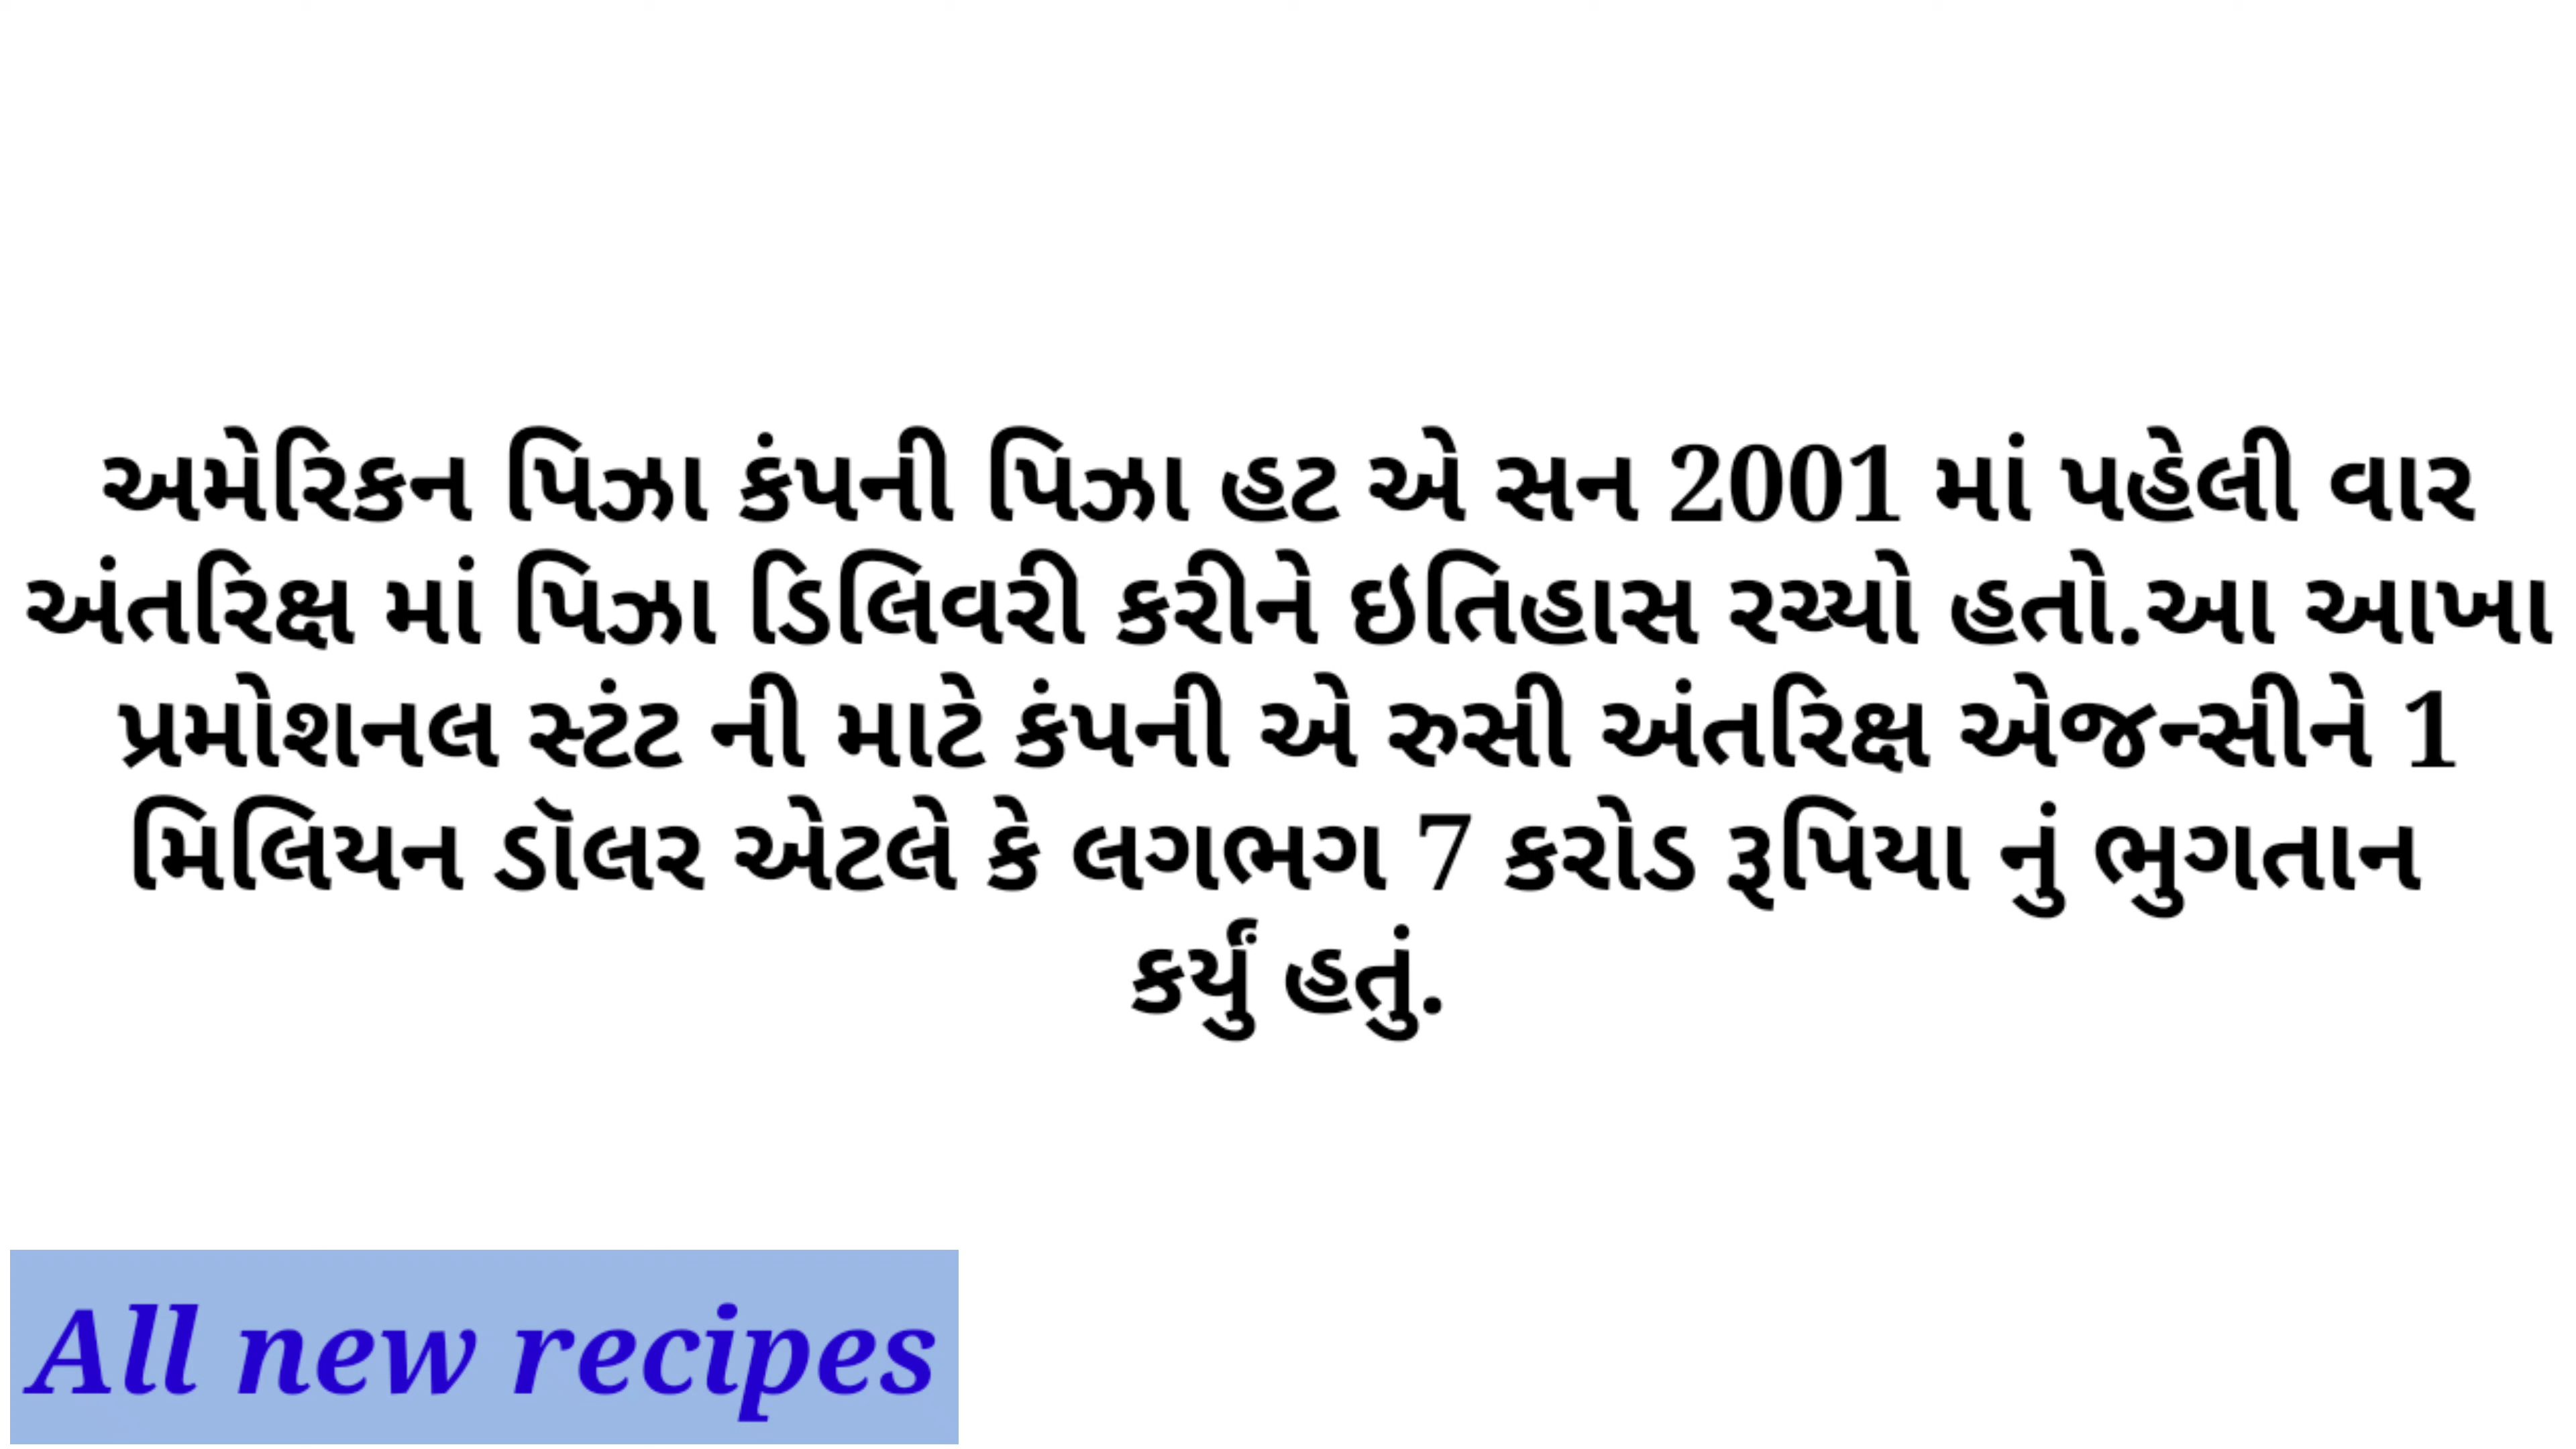 અમેરિકન પિઝા કંપની પિઝા હટ એ સન 2001 માં પહેલી વાર
અંતરિક્ષ માં પિઝા ડિલિવરી કરીને ઇતિહાસ રચ્યો હતો.આ આખા
પ્રમોશનલ સ્ટંટ ની માટે કંપની એ રુસી અંતરિક્ષ એજન્સીને 1
મિલિયન ડૉલર એટલે કે લગભગ 7 કરોડ રૂપિયા નું ભુગતાન
કર્યું હતું.
All new recipes